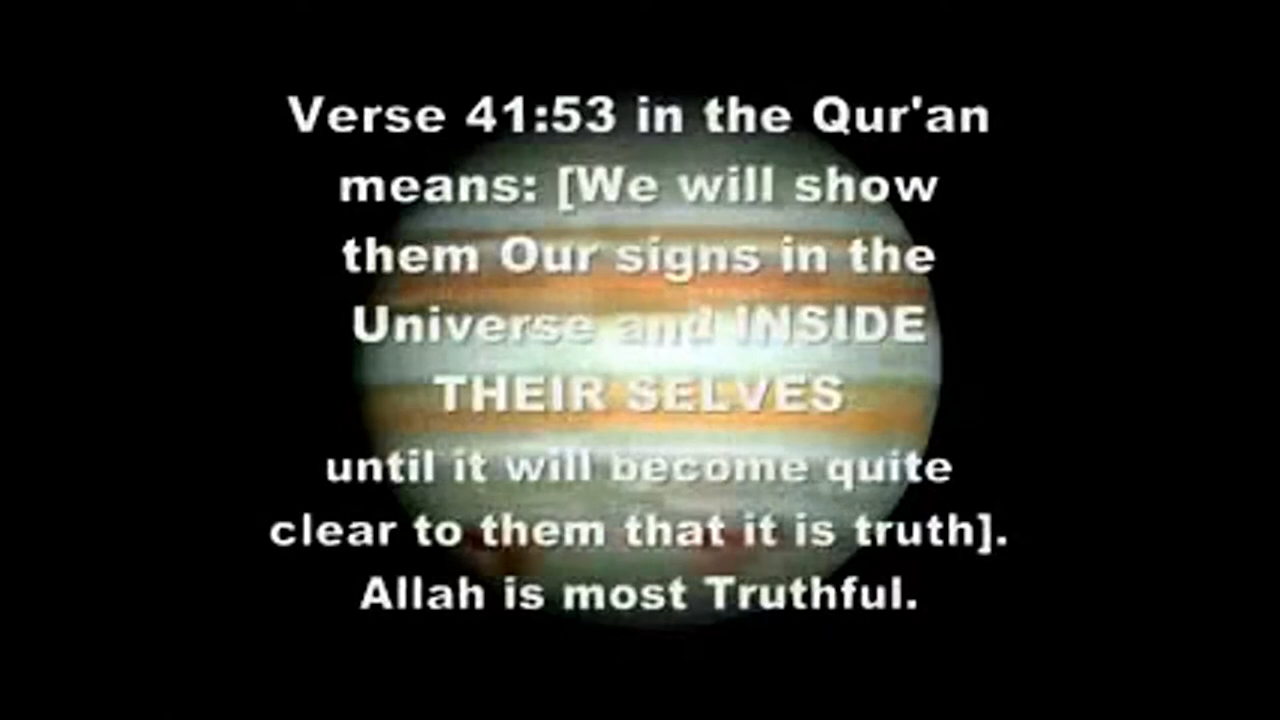 Verse 41:53 in the Qur'an
means: [We will show
them Our signs in the
Universe and INSIDE
THEIR SELVES
until it will become quite
clear to them that it is truth].
Allah is most Truthful.